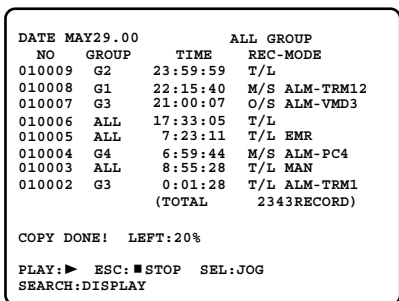 DATE MAY29.00 ALL GROUP
NO GROUP TIME REC-MODE
010009 G2 23:59:59 T/L
010008 G1 22:15:40 M/S ALM-TRM12
010007 G3 21:00:07 O/S ALM-VMD3
010006 ALL 17:33:05 T/L
010005 ALL 7:23:11 T/L EMR
010004 G4 6:59:44 M/S ALM-PC4
010003 ALL 8:55:28 T/L MAN
010002 G3 0:01:28 T/L ALM-TRM1
(TOTAL 2343RECORD)
COPY DONE! LEFT:20%
PLAY:▶ ESC:■STOP SEL:JOG
SEARCH:DISPLAY